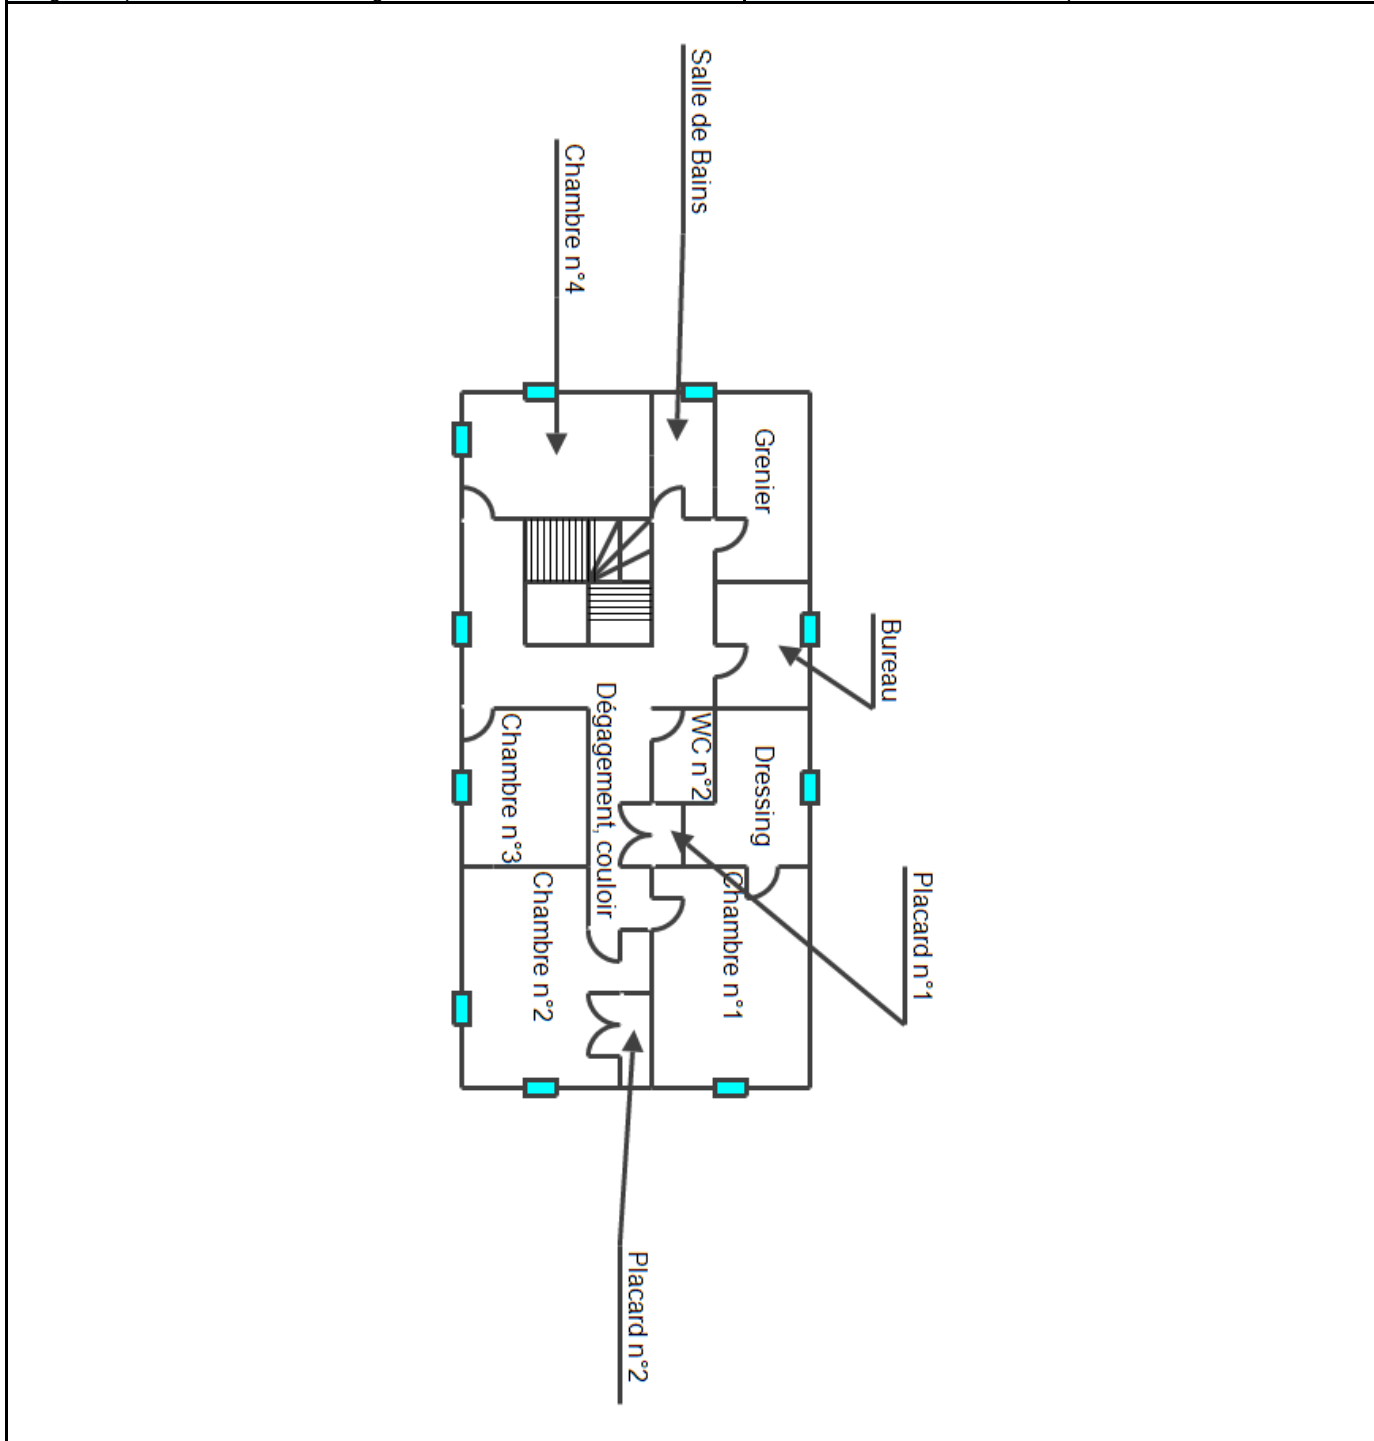 Salle de Bains
Chambre n°4
Grenier
Bureau
Dégagement, couloir
WC n°2
Dressing
Chambre n°3
Chambre n°2
Chambre n°1
Placard n°1
Placard n°2